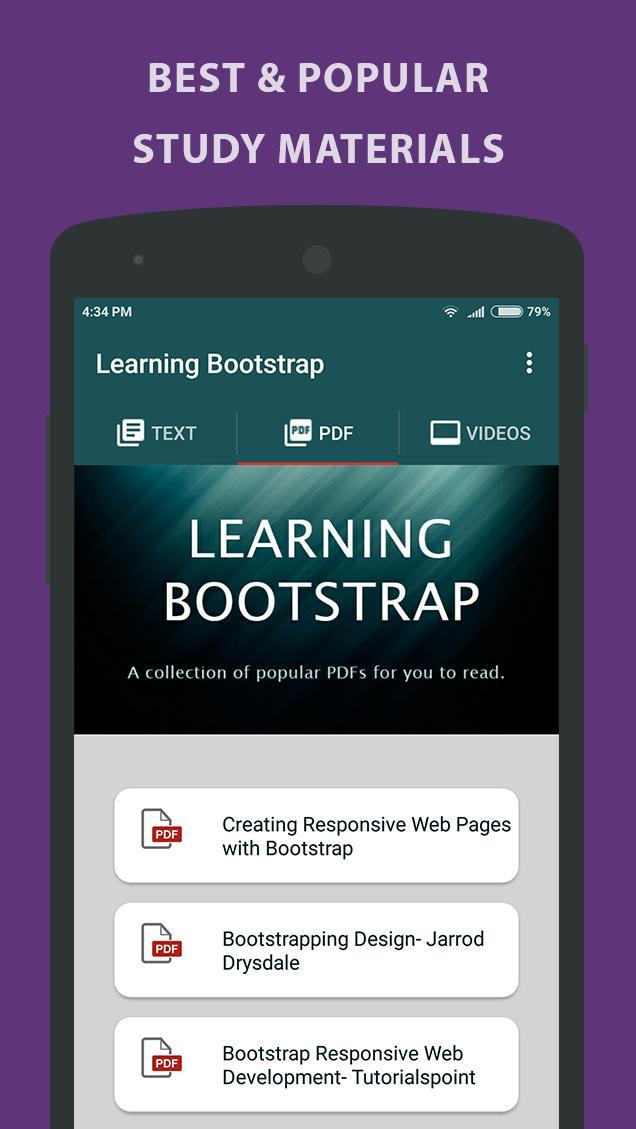 BEST & POPULAR
STUDY MATERIALS
4:34 PM 79%
Learning Bootstrap
TEXT PDF PDF VIDEOS
LEARNING
BOOTSTRAP
A collection of popular PDFs for you to read.
PDF Creating Responsive Web Pages
with Bootstrap
PDF Bootstrapping Design- Jarrod
Drysdale
PDF Bootstrap Responsive Web
Development- Tutorialspoint